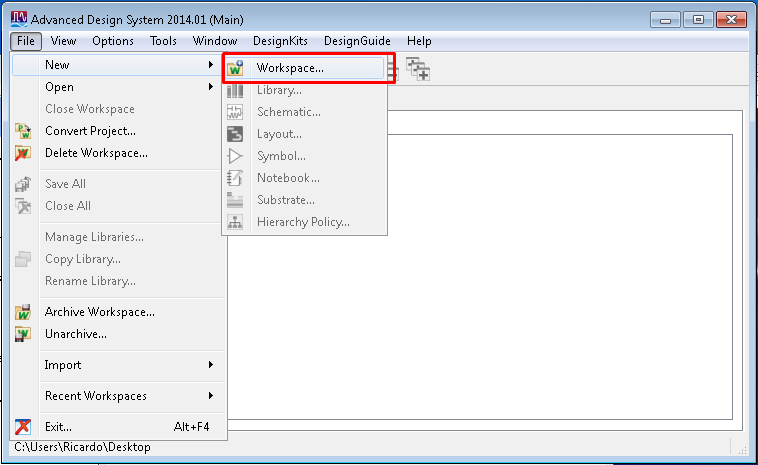 Advanced Design System 2014.01 (Main)
File View Options Tools Window DesignKits DesignGuide Help
New
Open
Close Workspace
Convert Project...
Delete Workspace...
Save All
Close All
Manage Libraries...
Copy Library...
Rename Library...
Archive Workspace...
Unarchive...
Import
Recent Workspaces
Exit... Alt+F4
Workspace...
Library...
Schematic...
Layout...
Symbol...
Notebook...
Substrate...
Hierarchy Policy...
C:\Users\Ricardo\Desktop